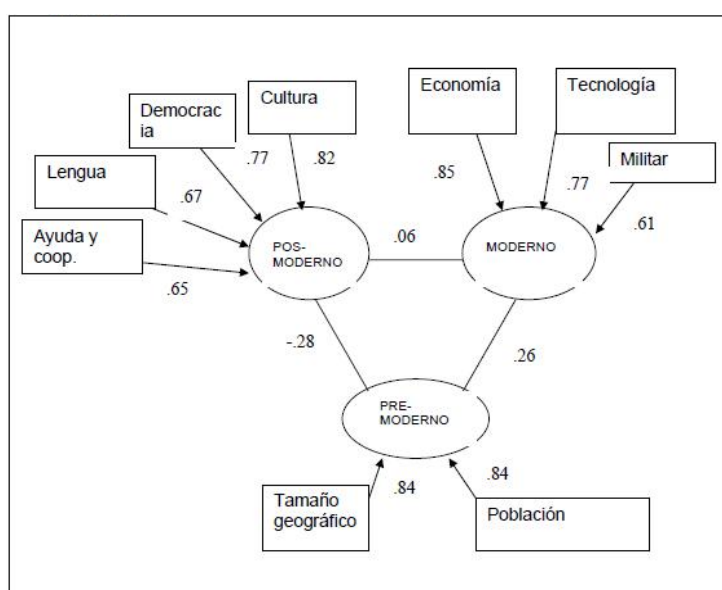 Cultura
Economía
Tecnología
Democrac
ia
Militar
.77
.82
.85
.77
Lengua
.67
.61
Ayuda y
coop.
POS-
MODERNO
.06
MODERNO
.65
-.28
.26
PRE-
MODERNO
.84
.84
Tamaño
geográfico
Población